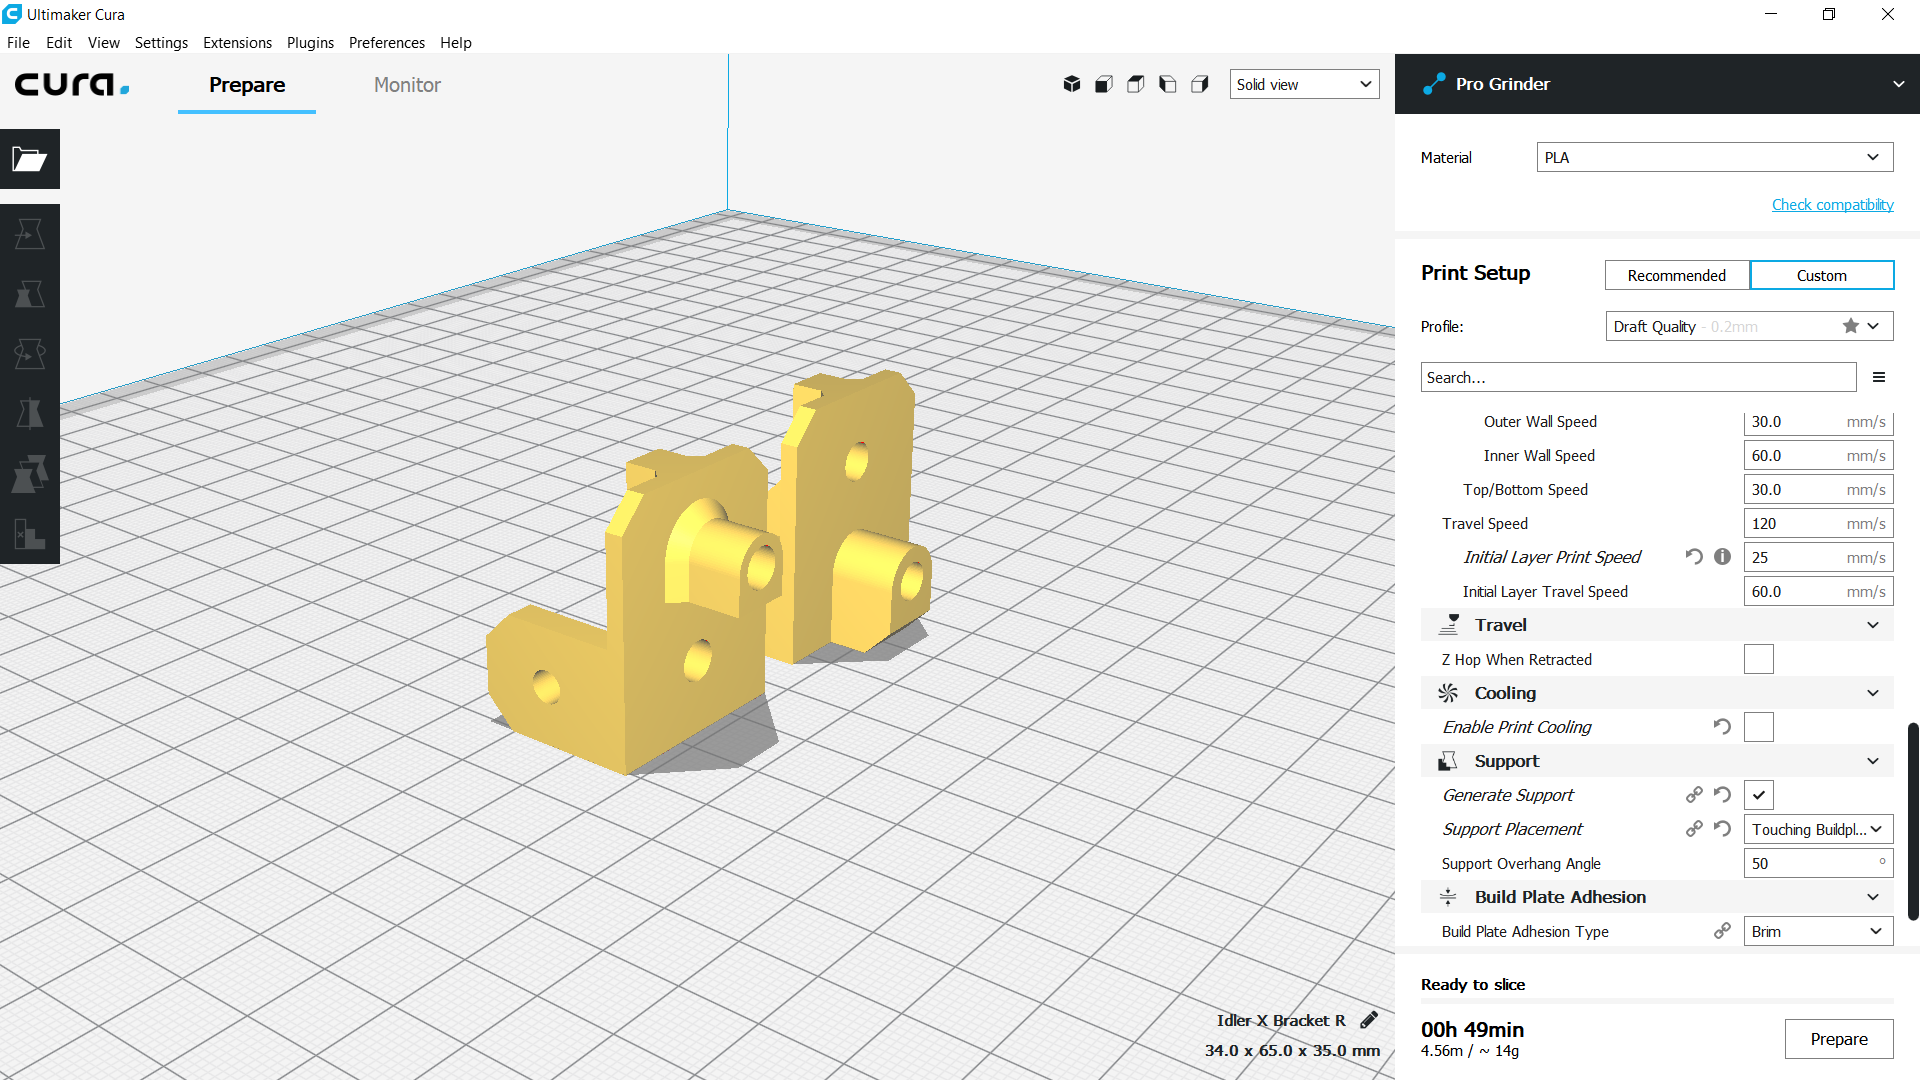 Ultimaker Cura
File Edit View Settings Extensions Plugins Preferences Help
cura. Prepare Monitor
Solid view
Pro Grinder
Material PLA
Check compatibility
Print Setup Recommended Custom
Profile: Draft Quality - 0.2mm
Search...
Outer Wall Speed 30.0 mm/s
Inner Wall Speed 60.0 mm/s
Top/Bottom Speed 30.0 mm/s
Travel Speed 120 mm/s
Initial Layer Print Speed 25 mm/s
Initial Layer Travel Speed 60.0 mm/s
Travel
Z Hop When Retracted
Cooling
Enable Print Cooling
Support
Generate Support
Support Placement Touching Buildpl...
Support Overhang Angle 50 °
Build Plate Adhesion
Build Plate Adhesion Type Brim
Idler X Bracket R
34.0 x 65.0 x 35.0 mm
Ready to slice
00h 49min
4.56m / ~ 14g
Prepare